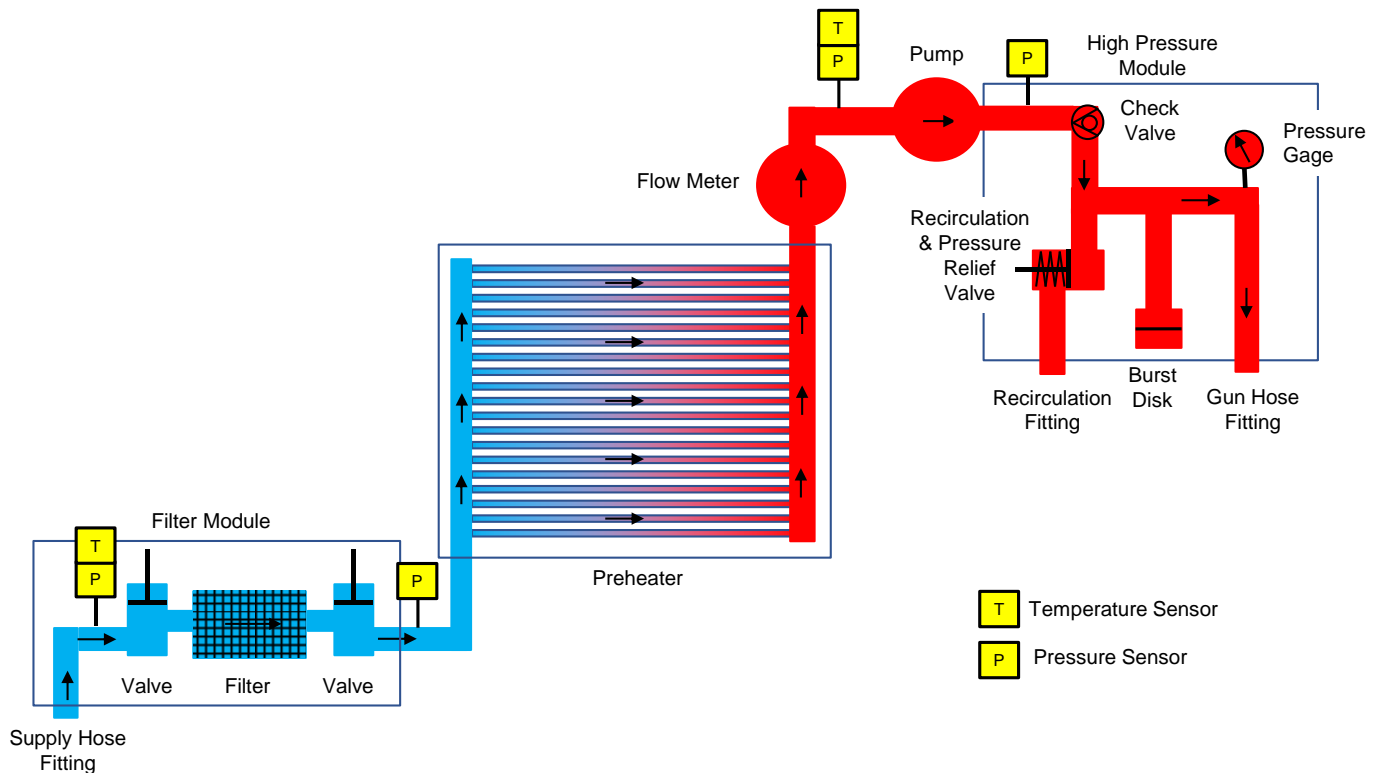 T
P
Pump
P
High Pressure
Module
Check
Valve
Pressure
Gage
Flow Meter
Recirculation
& Pressure
Relief
Valve
Recirculation
Fitting
Burst
Disk
Gun Hose
Fitting
Filter Module
T
P
P
Preheater
Valve
Filter
Valve
Supply Hose
Fitting
T
Temperature Sensor
P
Pressure Sensor